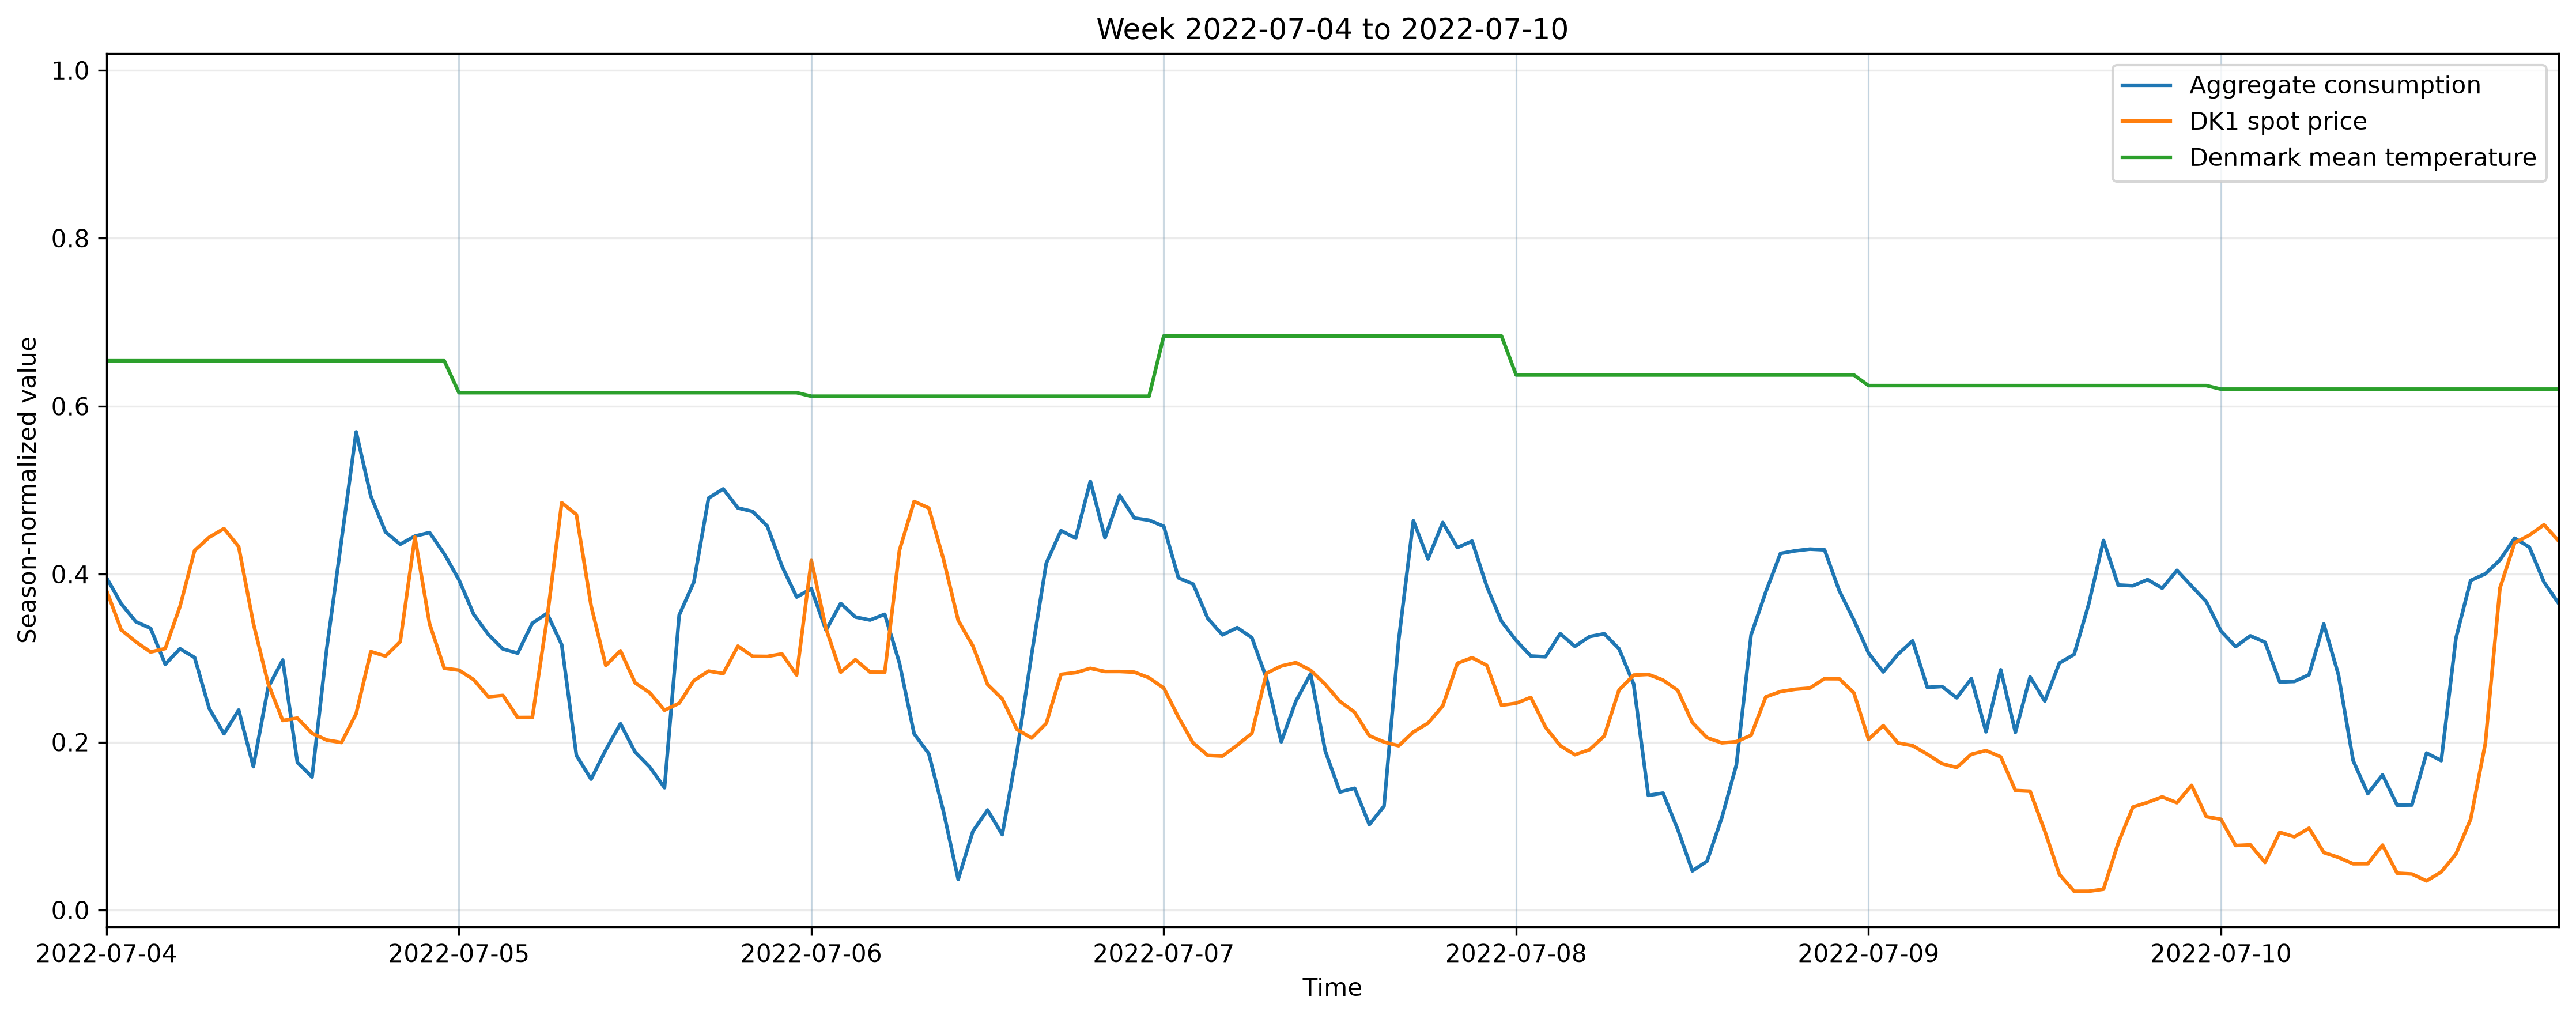 Week 2022-07-04 to 2022-07-10
Aggregate consumption
DK1 spot price
Denmark mean temperature
Season-normalized value
1.0
0.8
0.6
0.4
0.2
0.0
2022-07-04 2022-07-05 2022-07-06 2022-07-07 2022-07-08 2022-07-09 2022-07-10
Time